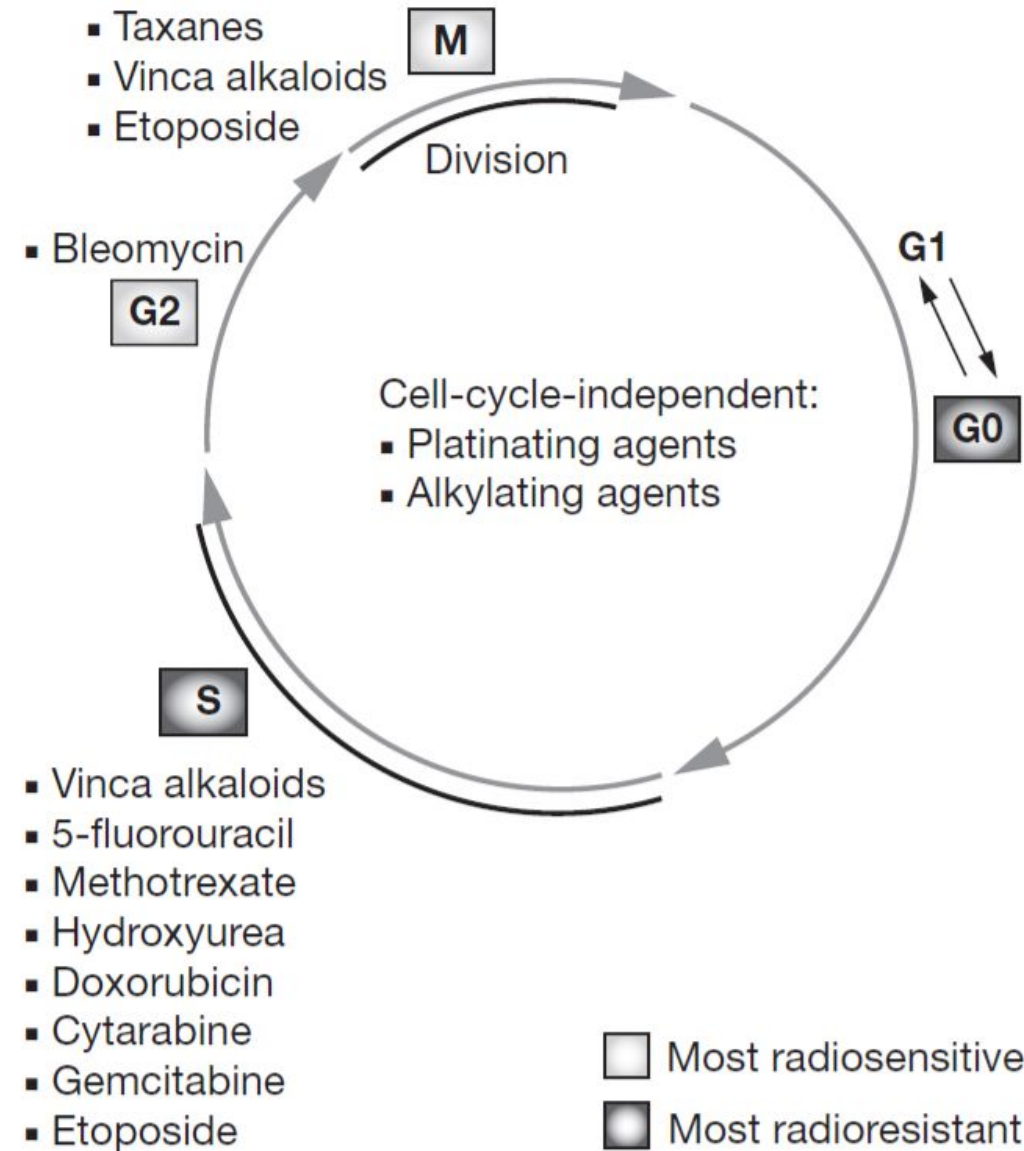 ▪ Taxanes
▪ Vinca alkaloids
▪ Etoposide
M
Division
▪ Bleomycin
G2
G1
G0
Cell-cycle-independent:
▪ Platinating agents
▪ Alkylating agents
S
▪ Vinca alkaloids
▪ 5-fluorouracil
▪ Methotrexate
▪ Hydroxyurea
▪ Doxorubicin
▪ Cytarabine
▪ Gemcitabine
▪ Etoposide
Most radiosensitive
Most radioresistant